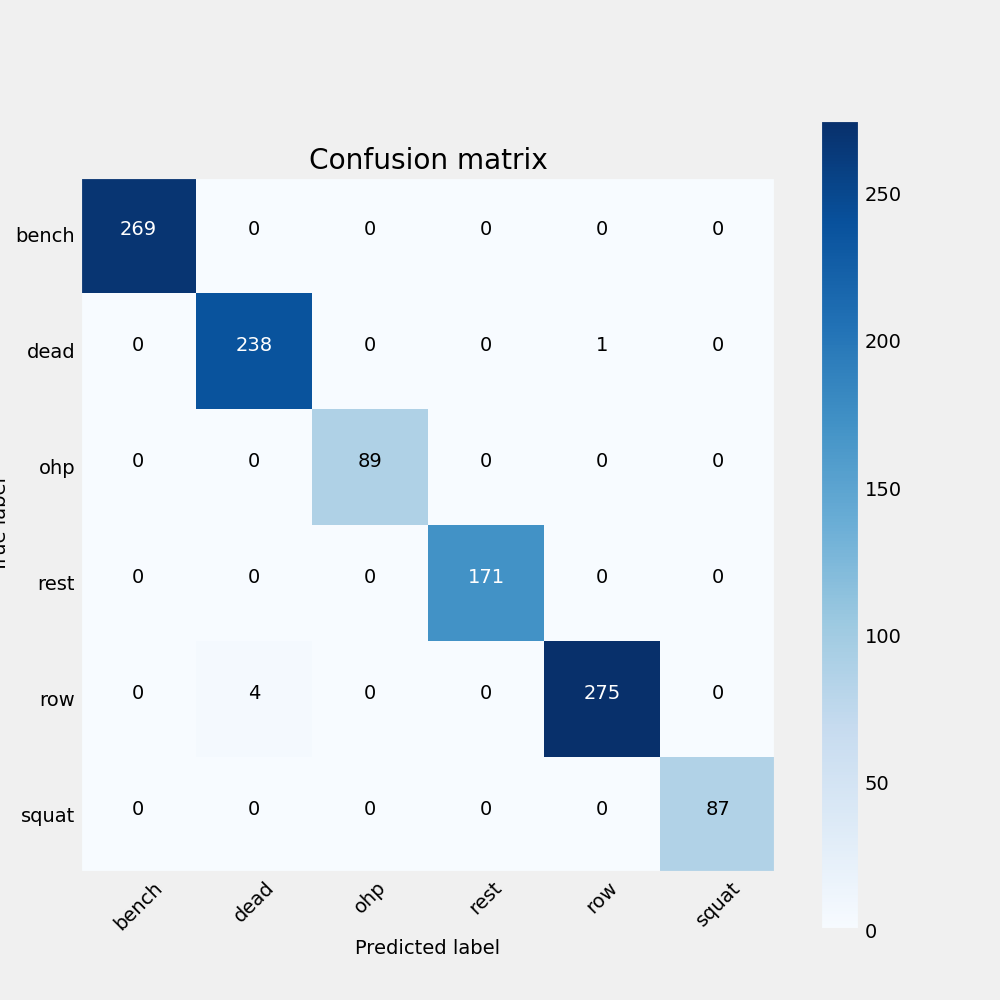 Confusion matrix
bench 269 0 0 0 0 0
dead 0 238 0 0 1 0
ohp 0 0 89 0 0 0
rest 0 0 0 171 0 0
row 0 4 0 0 275 0
squat 0 0 0 0 0 87
bench dead ohp rest row squat
Predicted label
label
250
200
150
100
50
0